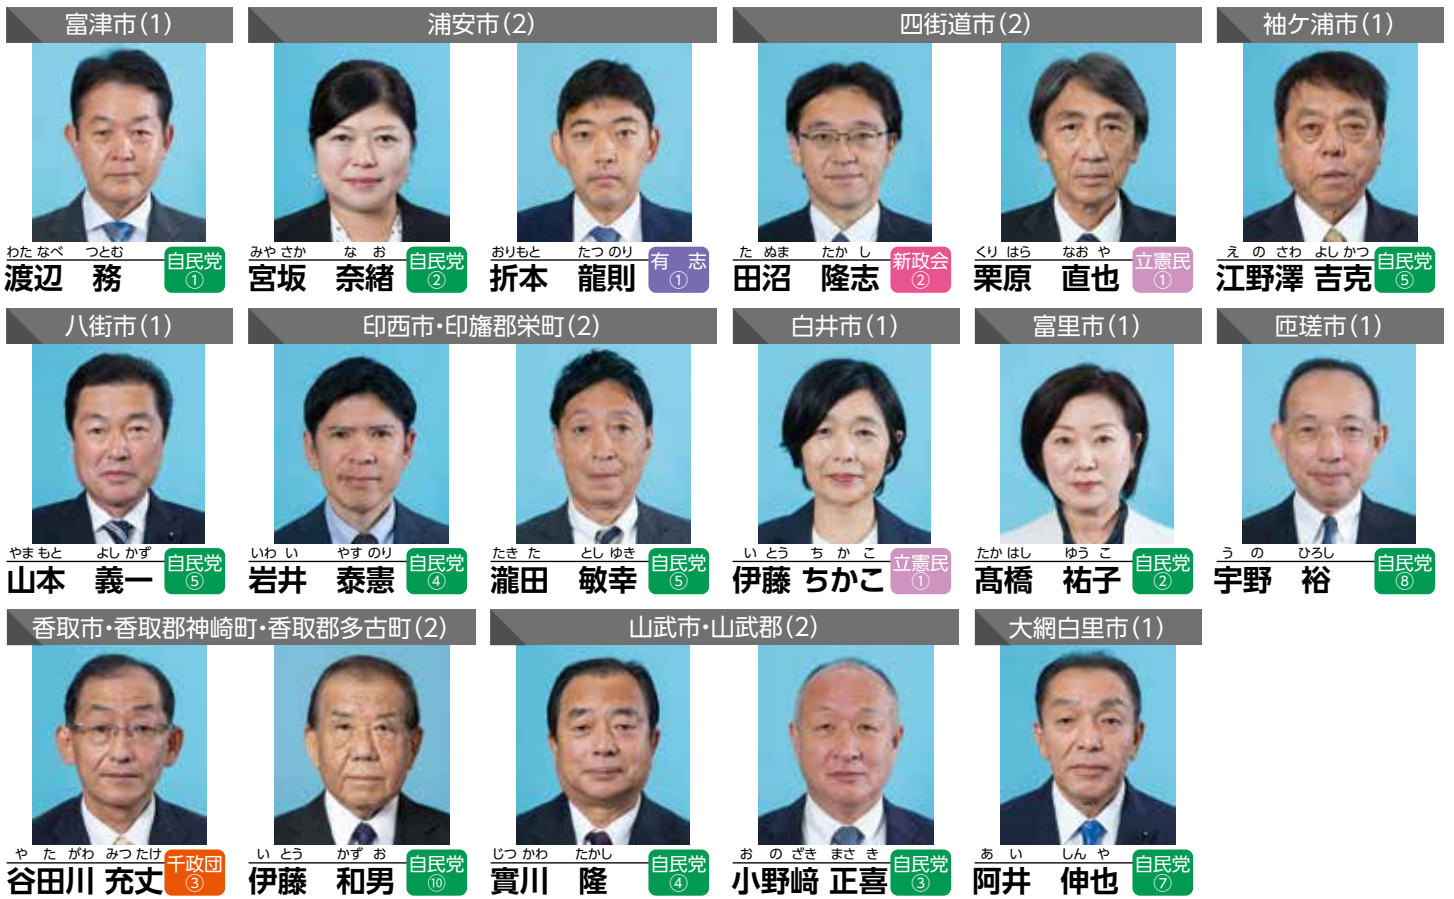 富津市(1)
浦安市(2)
四街道市(2)
袖ケ浦市(1)
わた なべ つとむ
渡辺 務
自民党
①
みや さか な お
宮坂 奈緒
自民党
②
おりもと たつ のり
折本 龍則
有 志
①
た ぬま たか し
田沼 隆志
新政会
②
くり はら なお や
栗原 直也
立憲民
①
え の さわ よし かつ
江野澤 吉克
自民党
⑤
八街市(1)
印西市・印旛郡栄町(2)
白井市(1)
富里市(1)
匝瑳市(1)
やま もと よし かず
山本 義一
自民党
⑤
いわ い やす のり
岩井 泰憲
自民党
④
たき た とし ゆき
瀧田 敏幸
自民党
⑤
い とう ち か こ
伊藤 ちかこ
立憲民
①
たか はし ゆう こ
髙橋 祐子
自民党
②
う の ひろし
宇野 裕
自民党
⑧
香取市・香取郡神崎町・香取郡多古町(2)
山武市・山武郡(2)
大網白里市(1)
や た がわ みつ たけ
谷田川 充丈
千政団
③
い とう かず お
伊藤 和男
自民党
⑩
じつ かわ たかし
實川 隆
自民党
④
お の ざき まさ き
小野﨑 正喜
自民党
③
あ い しん や
阿井 伸也
自民党
⑦